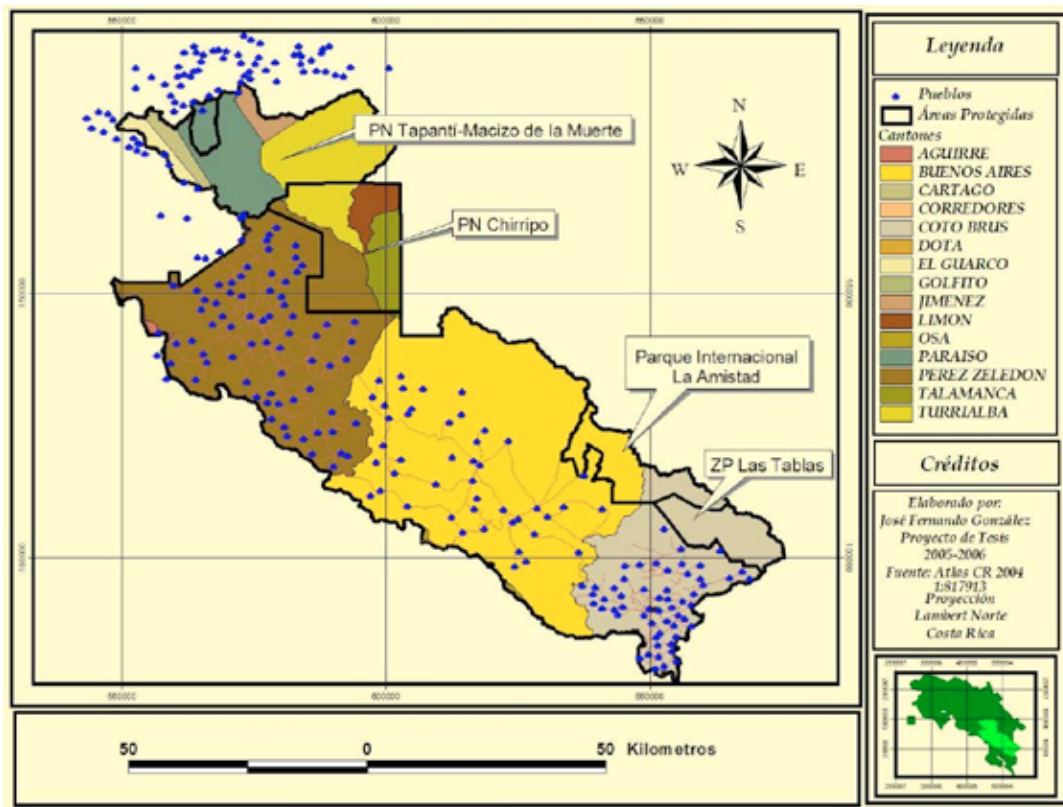 550000
600000
650000
PN Tapantí-Macizo de la Muerte
PN Chirripo
Parque Internacional
La Amistad
ZP Las Tablas
N
W
E
S
550000
600000
650000
50
0
50 Kilometros
Leyenda
Pueblos
Áreas Protegidas
Cantones
AGUIRRE
BUENOS AIRES
CARTAGO
CORREDORES
COTO BRUS
DOTA
EL GUARCO
GOLFITO
JIMENEZ
LIMON
OSA
PARAISO
PEREZ ZELEDON
TALAMANCA
TURRIALBA
Créditos
Elaborado por:
José Fernando González
Proyecto de Tesis
2005-2006
Fuente: Atlas CR 2004
1:817913
Proyección
Lambert Norte
Costa Rica